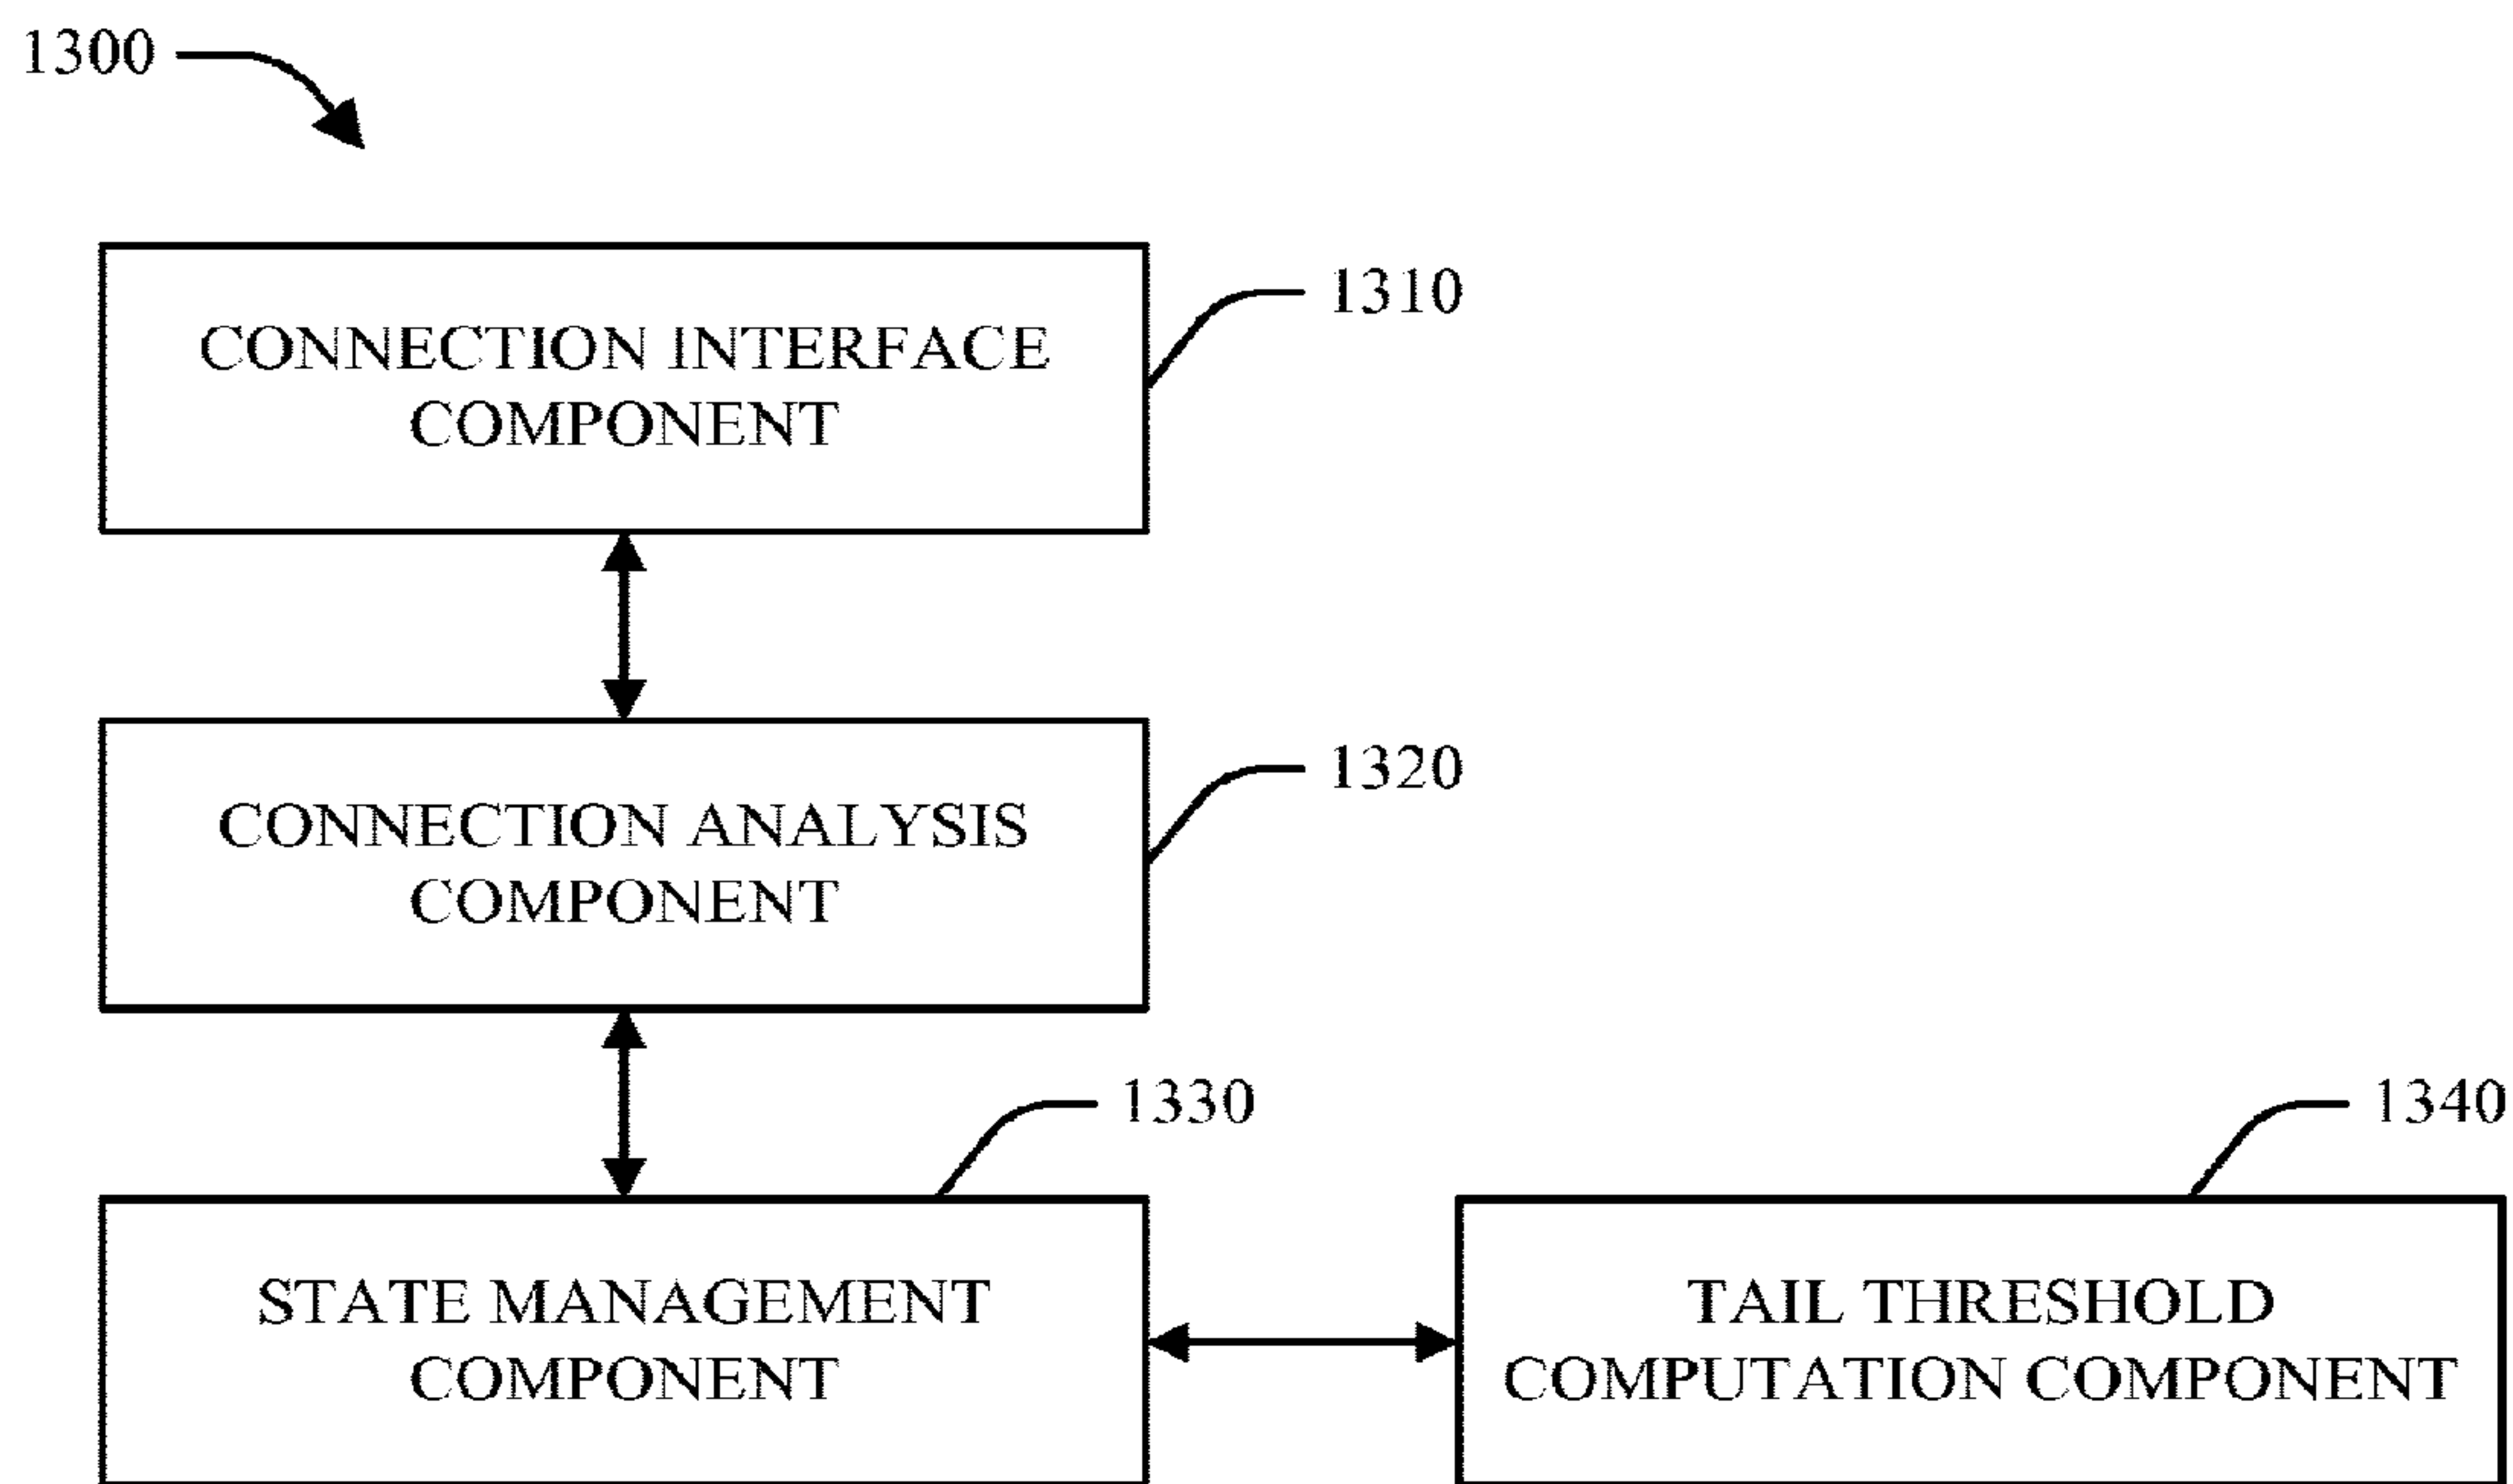 1300
CONNECTION INTERFACE
COMPONENT
1310
CONNECTION ANALYSIS
COMPONENT
1320
1330
1340
STATE MANAGEMENT
COMPONENT
TAIL THRESHOLD
COMPUTATION COMPONENT